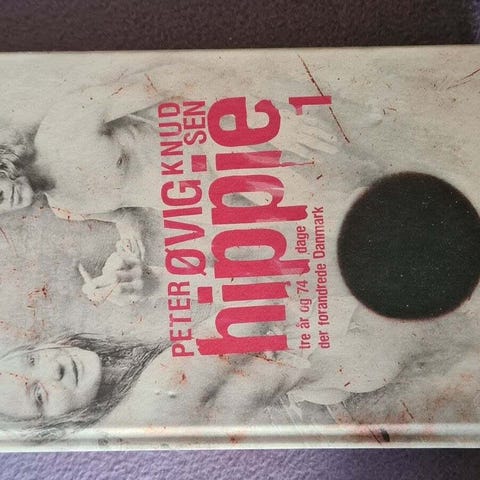 PETER
ØVIG KNUD
SEN
hippie 1
tre år og 74 dage
der forandrede Danmark